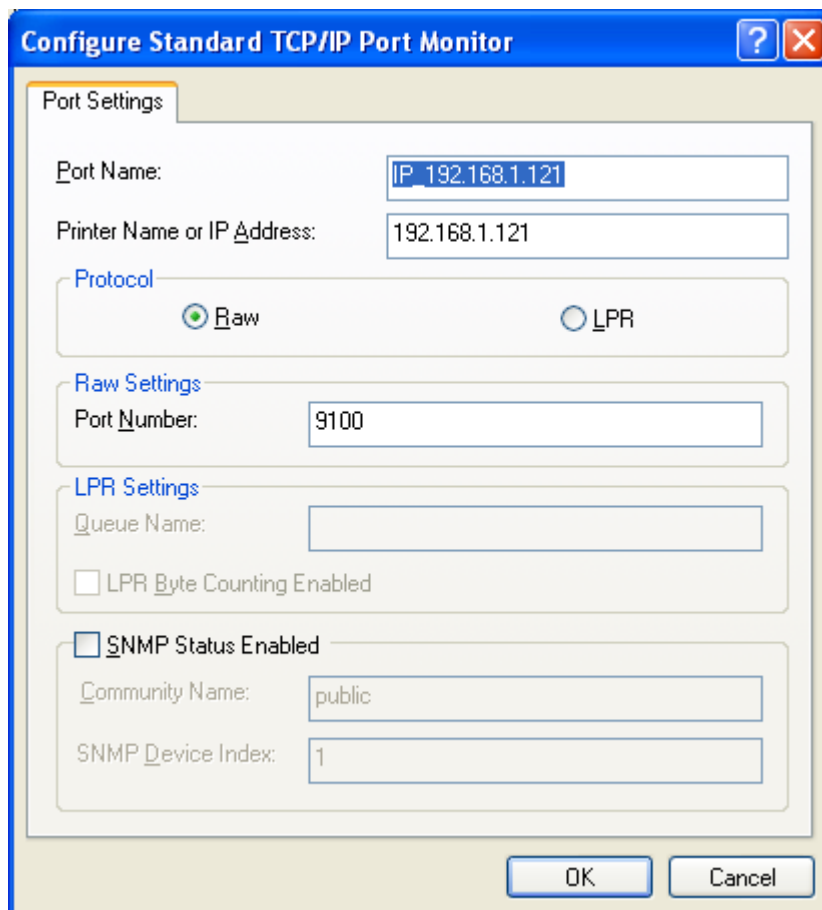 Configure Standard TCP/IP Port Monitor
Port Settings
Port Name: IP_192.168.1.121
Printer Name or IP Address: 192.168.1.121
Protocol
Raw LPR
Raw Settings
Port Number: 9100
LPR Settings
Queue Name:
LPR Byte Counting Enabled
SNMP Status Enabled
Community Name: public
SNMP Device Index: 1
OK Cancel